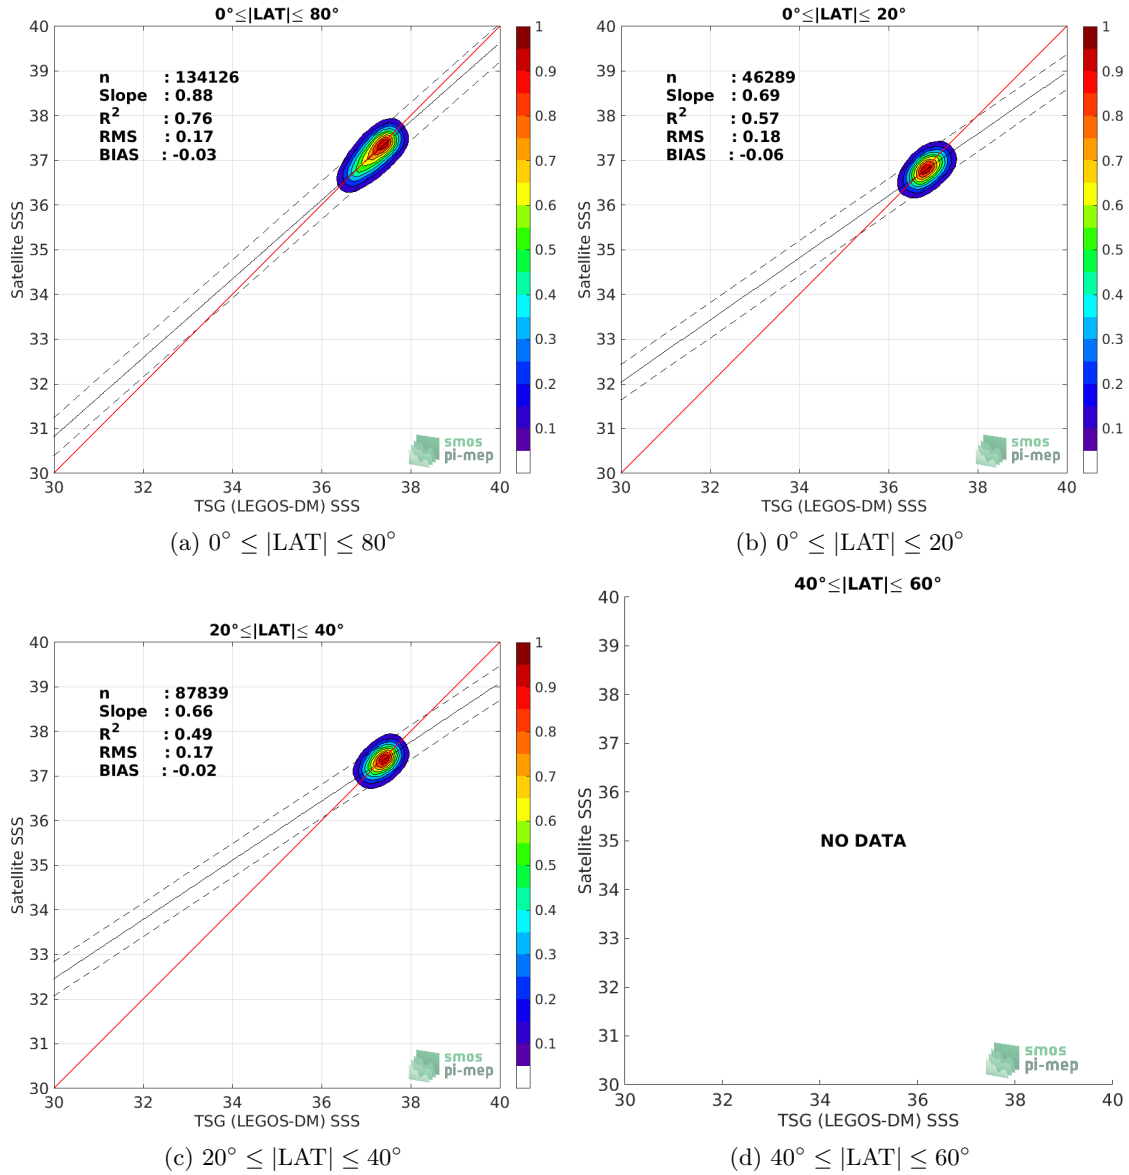 0°≤|LAT|≤ 80°
Satellite SSS
40
39
38
37
36
35
34
33
32
31
30
n : 134126
Slope : 0.88
R² : 0.76
RMS : 0.17
BIAS : -0.03
smos
pi-mep
30 32 34 36 38 40
TSG (LEGOS-DM) SSS
1
0.9
0.8
0.7
0.6
0.5
0.4
0.3
0.2
0.1
(a) 0° ≤ |LAT| ≤ 80°
0°≤|LAT|≤ 20°
Satellite SSS
40
39
38
37
36
35
34
33
32
31
30
n : 46289
Slope : 0.69
R² : 0.57
RMS : 0.18
BIAS : -0.06
smos
pi-mep
30 32 34 36 38 40
TSG (LEGOS-DM) SSS
1
0.9
0.8
0.7
0.6
0.5
0.4
0.3
0.2
0.1
(b) 0° ≤ |LAT| ≤ 20°
20°≤|LAT|≤ 40°
Satellite SSS
40
39
38
37
36
35
34
33
32
31
30
n : 87839
Slope : 0.66
R² : 0.49
RMS : 0.17
BIAS : -0.02
smos
pi-mep
30 32 34 36 38 40
TSG (LEGOS-DM) SSS
1
0.9
0.8
0.7
0.6
0.5
0.4
0.3
0.2
0.1
(c) 20° ≤ |LAT| ≤ 40°
40°≤|LAT|≤ 60°
Satellite SSS
40
39
38
37
36
35
34
33
32
31
30
NO DATA
smos
pi-mep
30 32 34 36 38 40
TSG (LEGOS-DM) SSS
(d) 40° ≤ |LAT| ≤ 60°